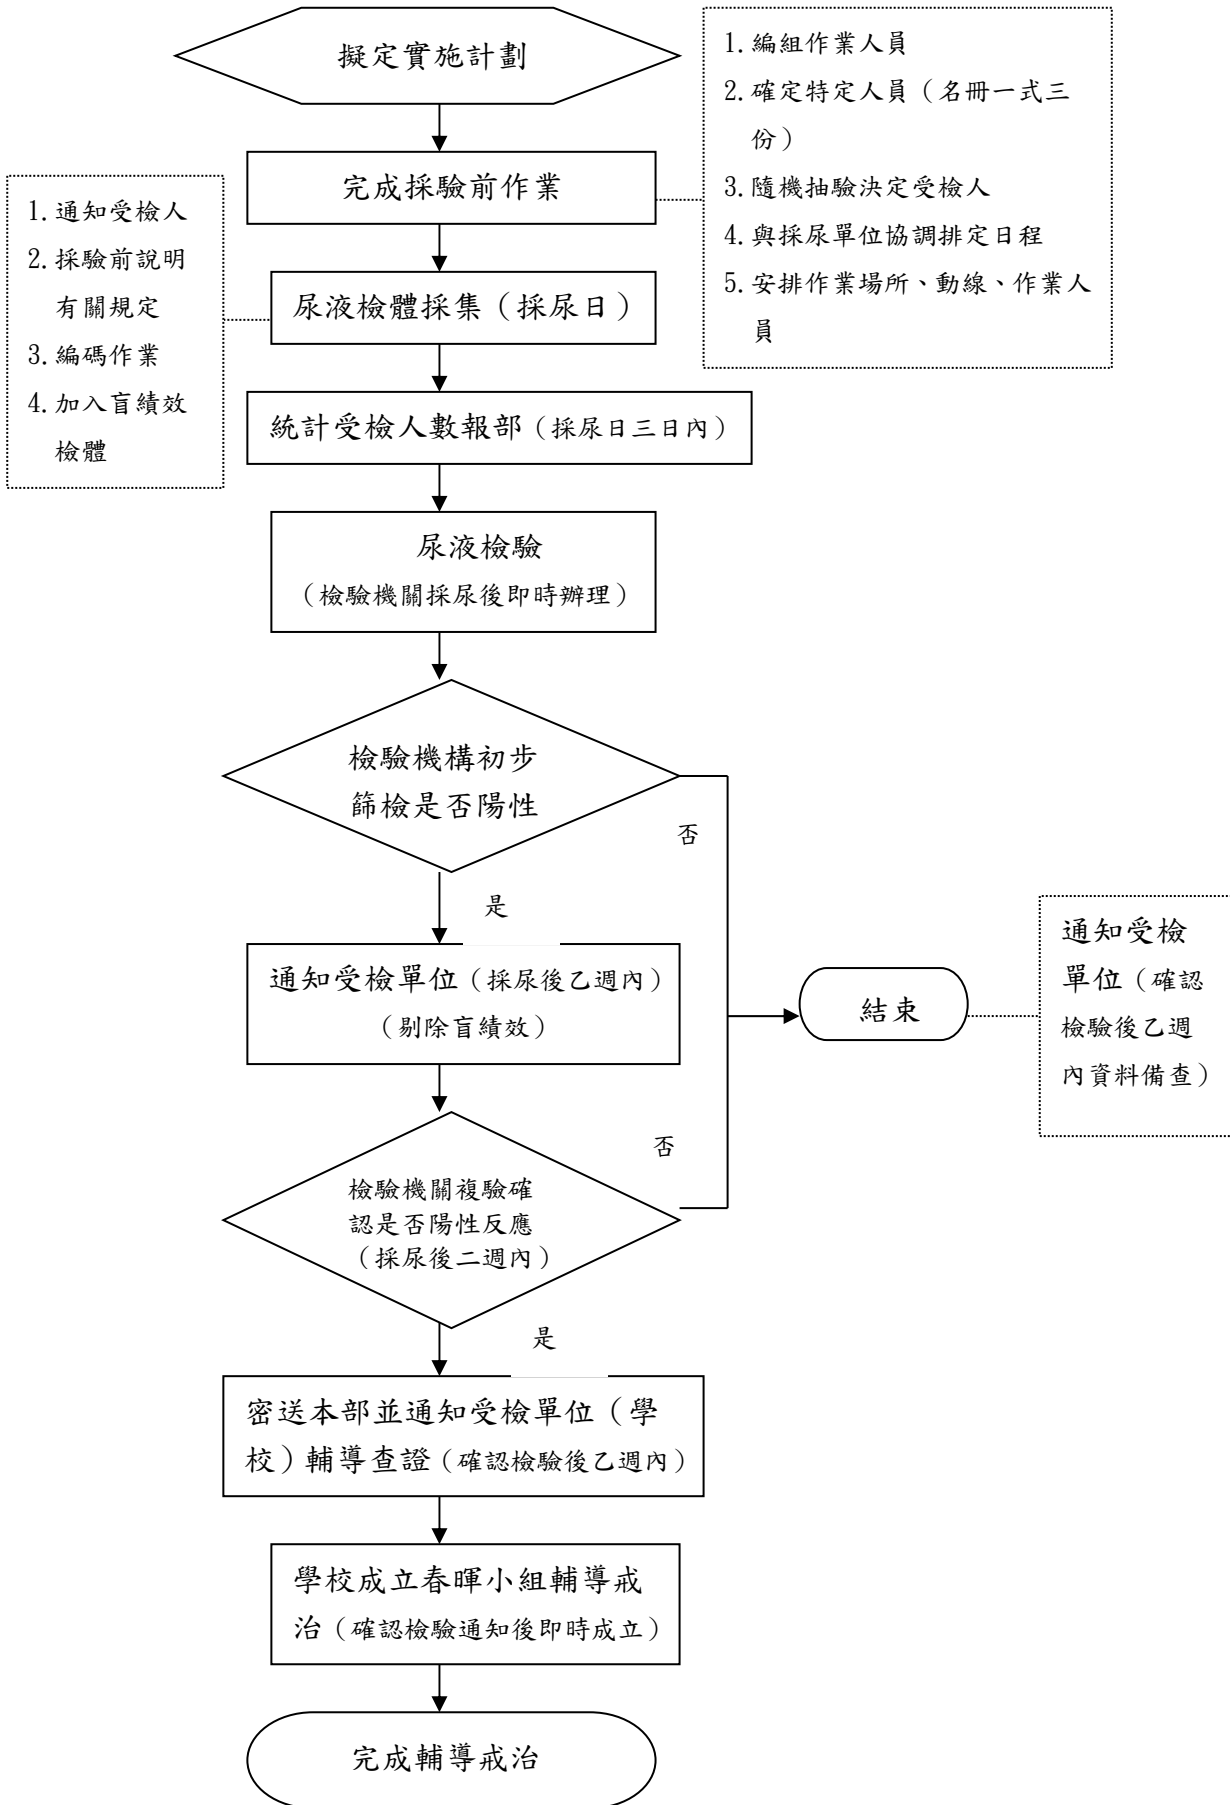 擬定實施計劃
1.編組作業人員
2.確定特定人員（名冊一式三
份）
3.隨機抽驗決定受檢人
4.與採尿單位協調排定日程
5.安排作業場所、動線、作業人
員
完成採驗前作業
1.通知受檢人
2.採驗前說明
有關規定
3.編碼作業
4.加入盲績效
檢體
尿液檢體採集（採尿日）
統計受檢人數報部（採尿日三日內）
尿液檢驗
（檢驗機關採尿後即時辦理）
檢驗機構初步
篩檢是否陽性
否
是
通知受檢單位（採尿後乙週內）
（剔除盲績效）
結束
通知受檢
單位（確認
檢驗後乙週
內資料備查）
否
檢驗機關複驗確
認是否陽性反應
（採尿後二週內）
是
密送本部並通知受檢單位（學
校）輔導查證（確認檢驗後乙週內）
學校成立春暉小組輔導戒
治（確認檢驗通知後即時成立）
完成輔導戒治